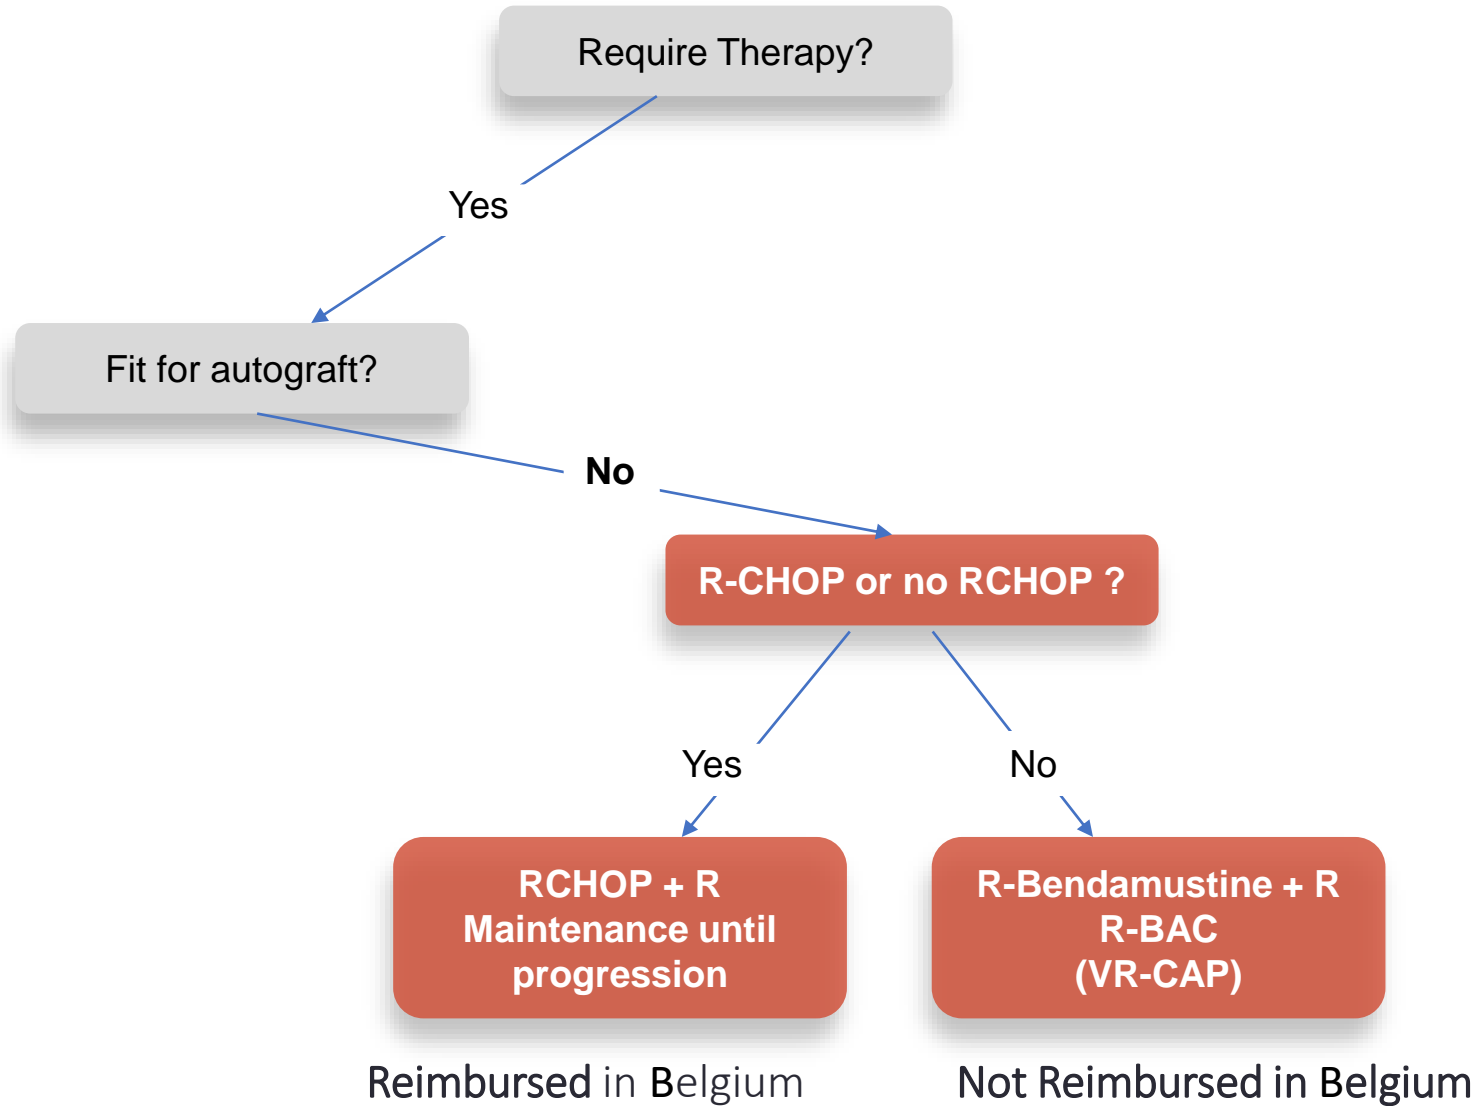 Require Therapy?
Yes
Fit for autograft?
No
R-CHOP or no RCHOP ?
Yes
No
RCHOP + R
Maintenance until
progression
R-Bendamustine + R
R-BAC
(VR-CAP)
Reimbursed in Belgium
Not Reimbursed in Belgium